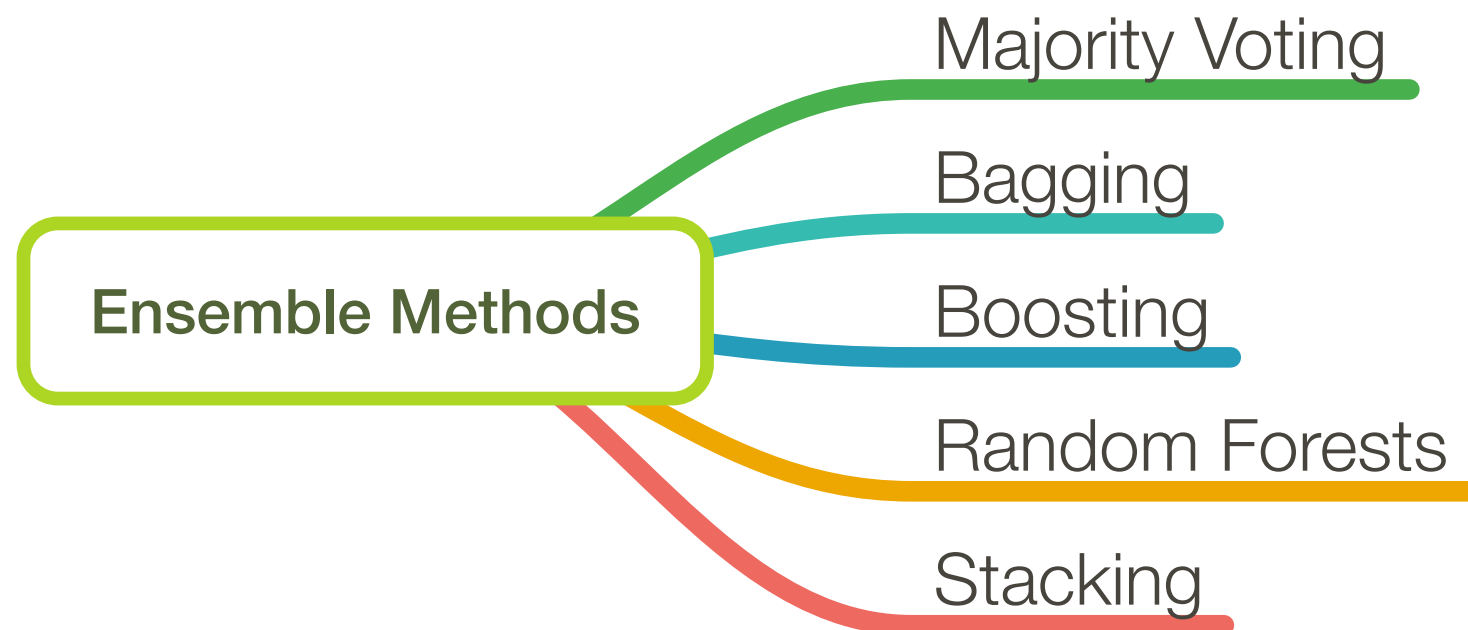 Majority Voting
Bagging
Ensemble Methods
Boosting
Random Forests
Stacking